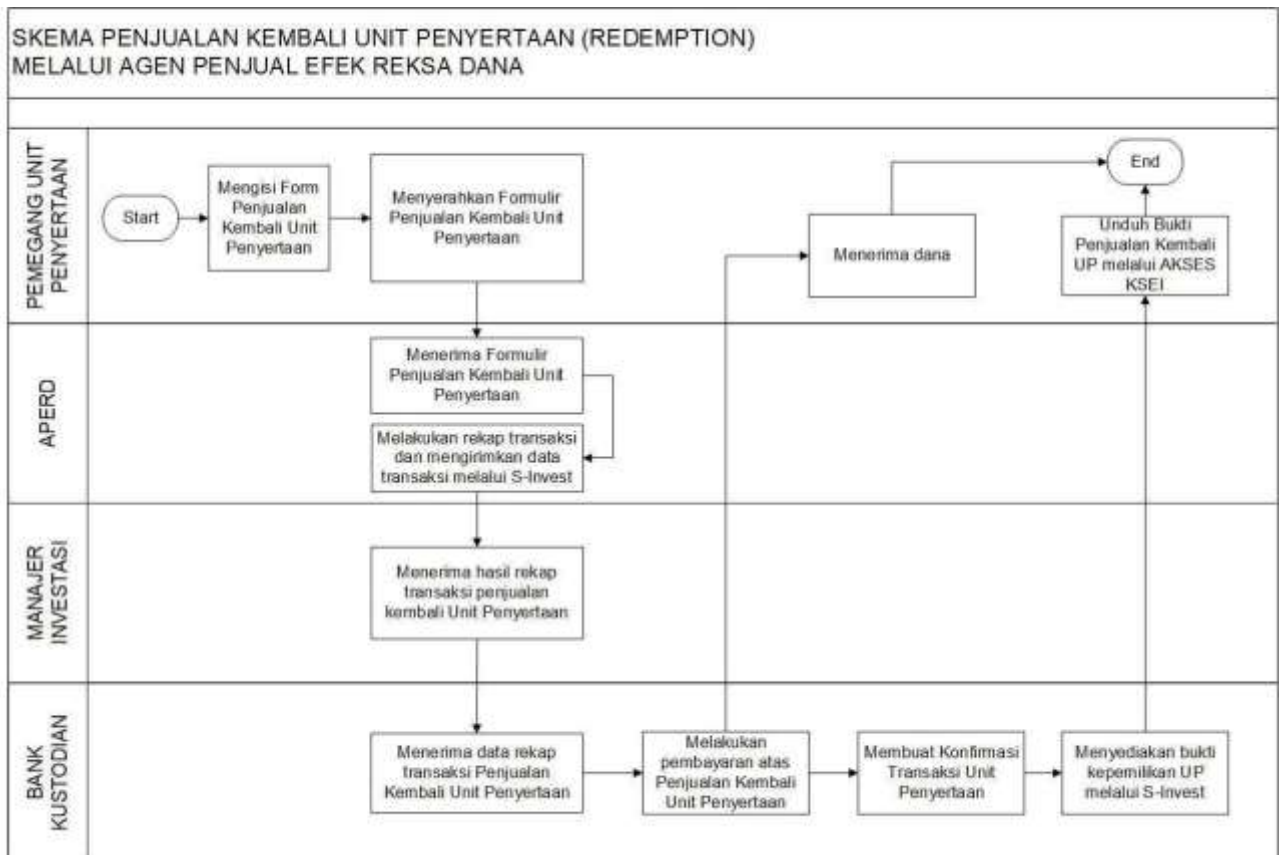 SKEMA PENJUALAN KEMBALI UNIT PENYERTAAN (REDEMPTION)
MELALUI AGEN PENJUAL EFEK REKSA DANA
PEMEGANG UNIT
PENYERTAAN
Start
Mengisi Form
Penjualan
Kembali Unit
Penyertaan
Menyerahkan Formulir
Penjualan Kembali Unit
Penyertaan
Menerima dana
End
Unduh Bukti
Penjualan Kembali
UP melalui AKSES
KSEI
APERD
Menerima Formulir
Penjualan Kembali Unit
Penyertaan
Melakukan rekap transaksi
dan mengirimkan data
transaksi melalui S-Invest
MANAJER
INVESTASI
Menerima hasil rekap
transaksi penjualan
kembali Unit Penyertaan
BANK
KUSTODIAN
Menerima data rekap
transaksi Penjualan
Kembali Unit Penyertaan
Melakukan
pembayaran atas
Penjualan Kembali
Unit Penyertaan
Membuat Konfirmasi
Transaksi Unit
Penyertaan
Menyediakan bukti
kepemilikan UP
melalui S-Invest